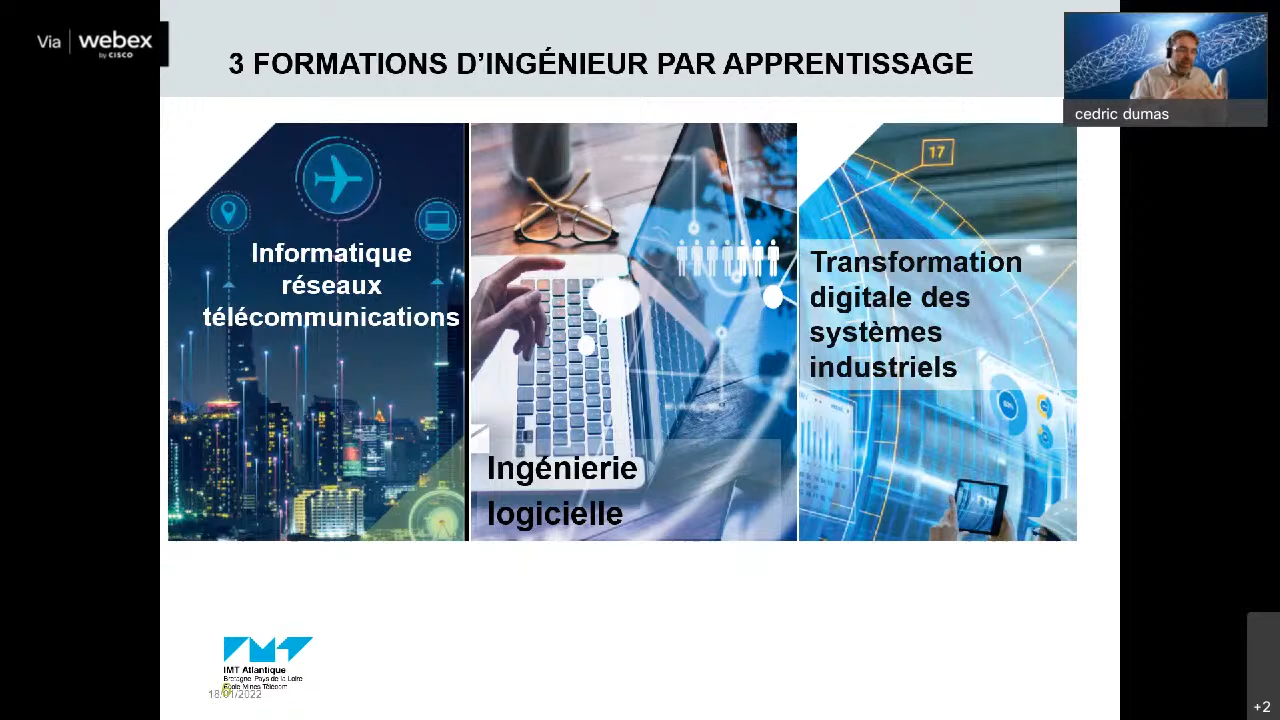 Via webex
by CISCO
3 FORMATIONS D'INGÉNIEUR PAR APPRENTISSAGE
cedric dumas
Informatique
réseaux
télécommunications
Ingénierie
logicielle
17
Transformation
digitale des
systèmes
industriels
IMT Atlantique
Bretagne-Pays de la Loire
École Mines-Télécom
18/01/2022
+2